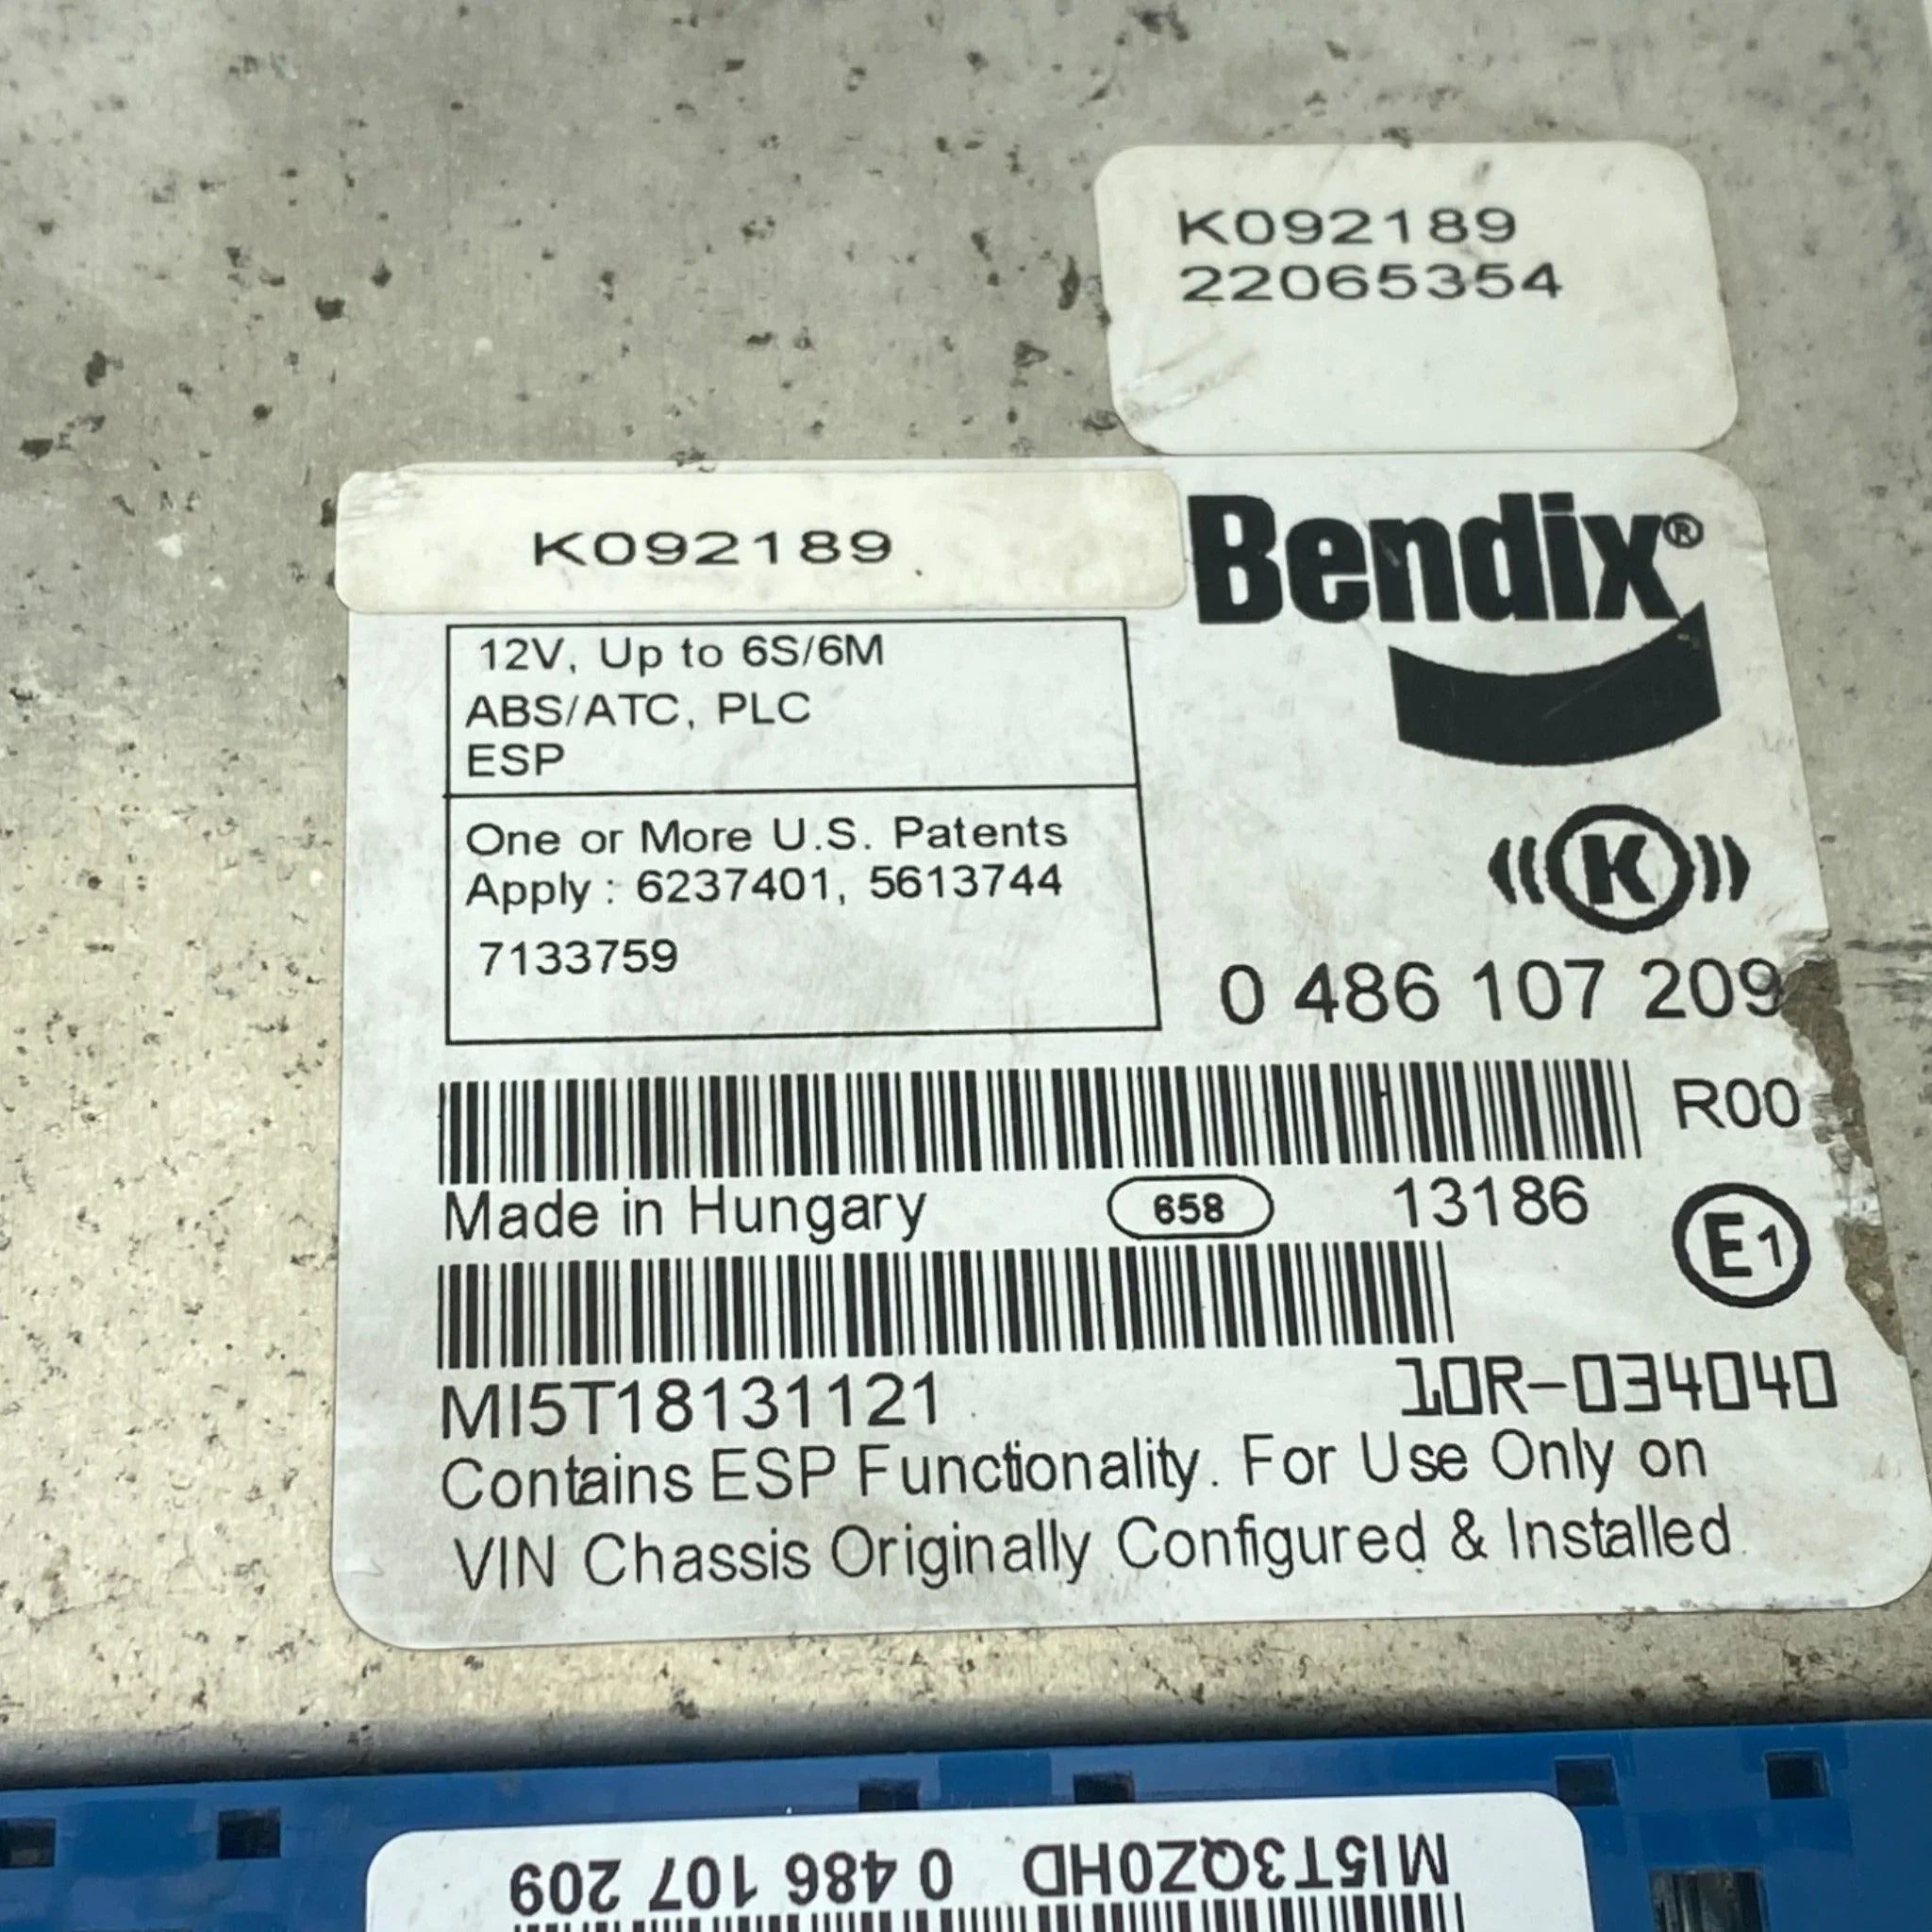 K092189
22065354
K092189
Bendix®
12V, Up to 6S/6M
ABS/ATC, PLC
ESP
One or More U.S. Patents
Apply : 6237401, 5613744
7133759
((K))
0 486 107 209
R00
Made in Hungary
658
13186
E1
MI5T18131121
10R-034040
Contains ESP Functionality. For Use Only on
VIN Chassis Originally Configured & Installed
MI5T3QZ0HD 0 486 107 209